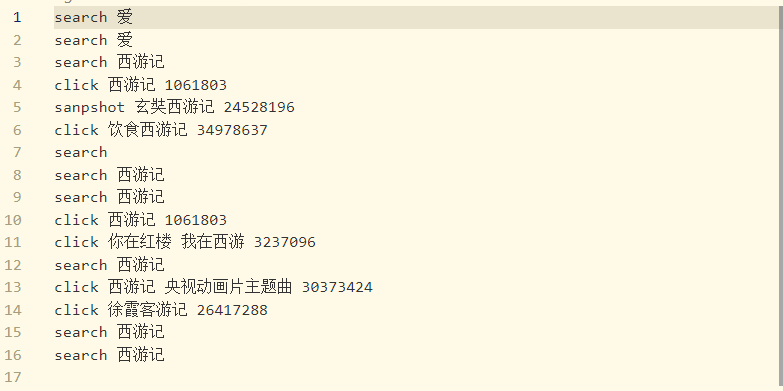 1 search 爱
2 search 爱
3 search 西游记
4 click 西游记 1061803
5 sanpshot 玄奘西游记 24528196
6 click 饮食西游记 34978637
7 search
8 search 西游记
9 search 西游记
10 click 西游记 1061803
11 click 你在红楼 我在西游 3237096
12 search 西游记
13 click 西游记 央视动画片主题曲 30373424
14 click 徐霞客游记 26417288
15 search 西游记
16 search 西游记
17